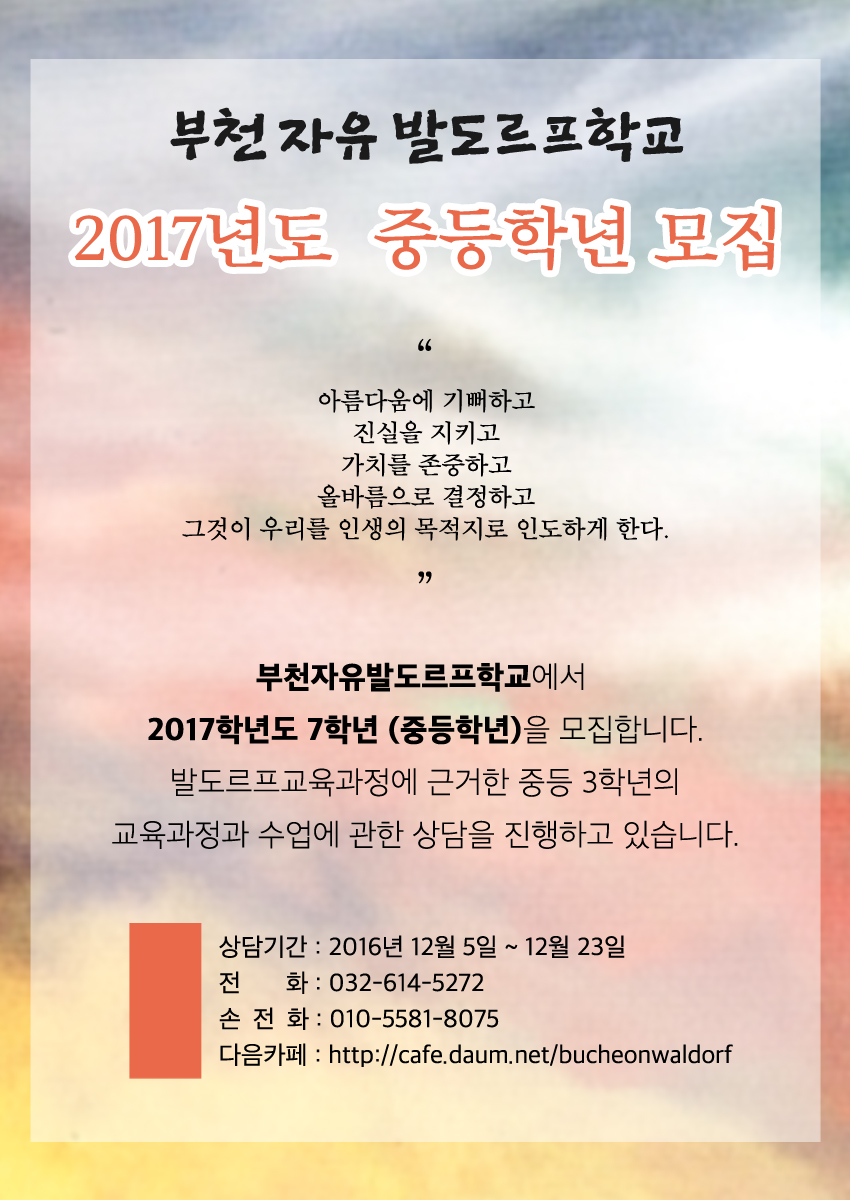 부천 자유 발도르프학교
2017년도 중등학년 모집
“
아름다움에 기뻐하고
진실을 지키고
가치를 존중하고
올바름으로 결정하고
그것이 우리를 인생의 목적지로 인도하게 한다.
”
부천자유발도르프학교에서
2017학년도 7학년 (중등학년)을 모집합니다.
발도르프교육과정에 근거한 중등 3학년의
교육과정과 수업에 관한 상담을 진행하고 있습니다.
상담기간 : 2016년 12월 5일 ~ 12월 23일
전 화 : 032-614-5272
손 전 화 : 010-5581-8075
다음카페 : http://cafe.daum.net/bucheonwaldorf